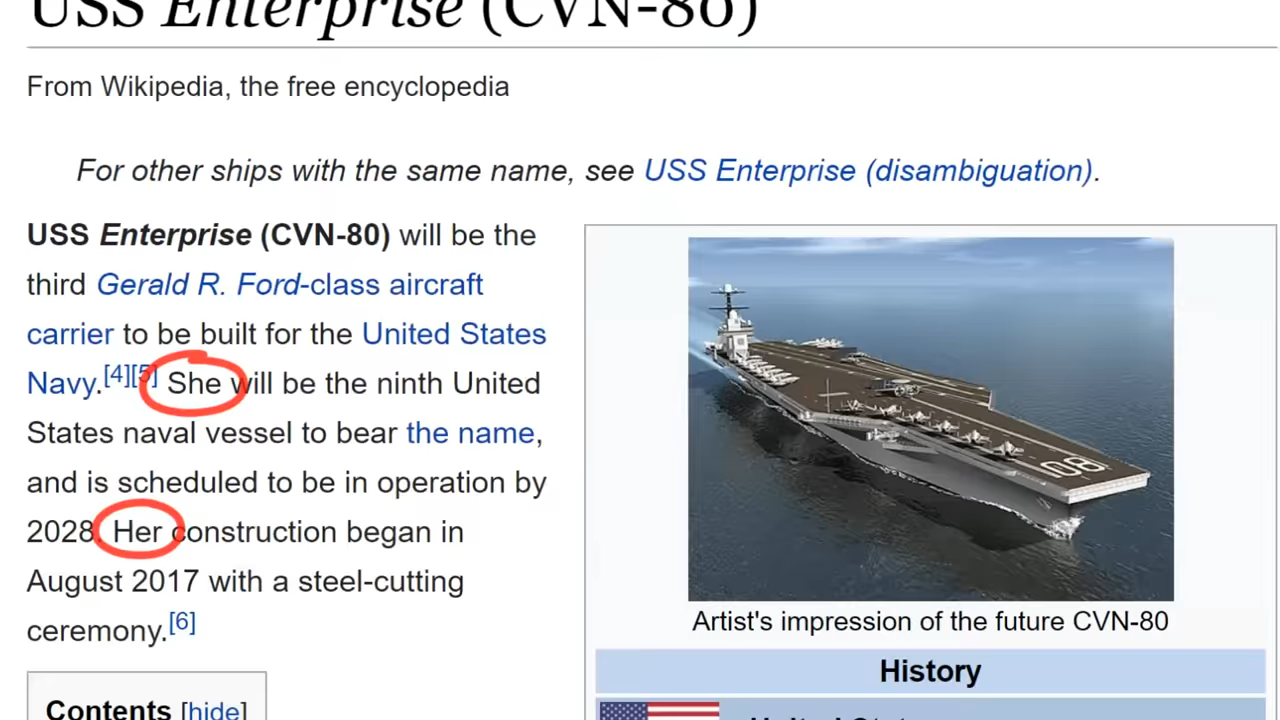 USS Enterprise (CVN-80)
From Wikipedia, the free encyclopedia
For other ships with the same name, see USS Enterprise (disambiguation).
USS Enterprise (CVN-80) will be the
third Gerald R. Ford-class aircraft
carrier to be built for the United States
Navy.[4][5] She will be the ninth United
States naval vessel to bear the name,
and is scheduled to be in operation by
2028. Her construction began in
August 2017 with a steel-cutting
ceremony.[6]
Contents [hide]
80
Artist's impression of the future CVN-80
History
United States